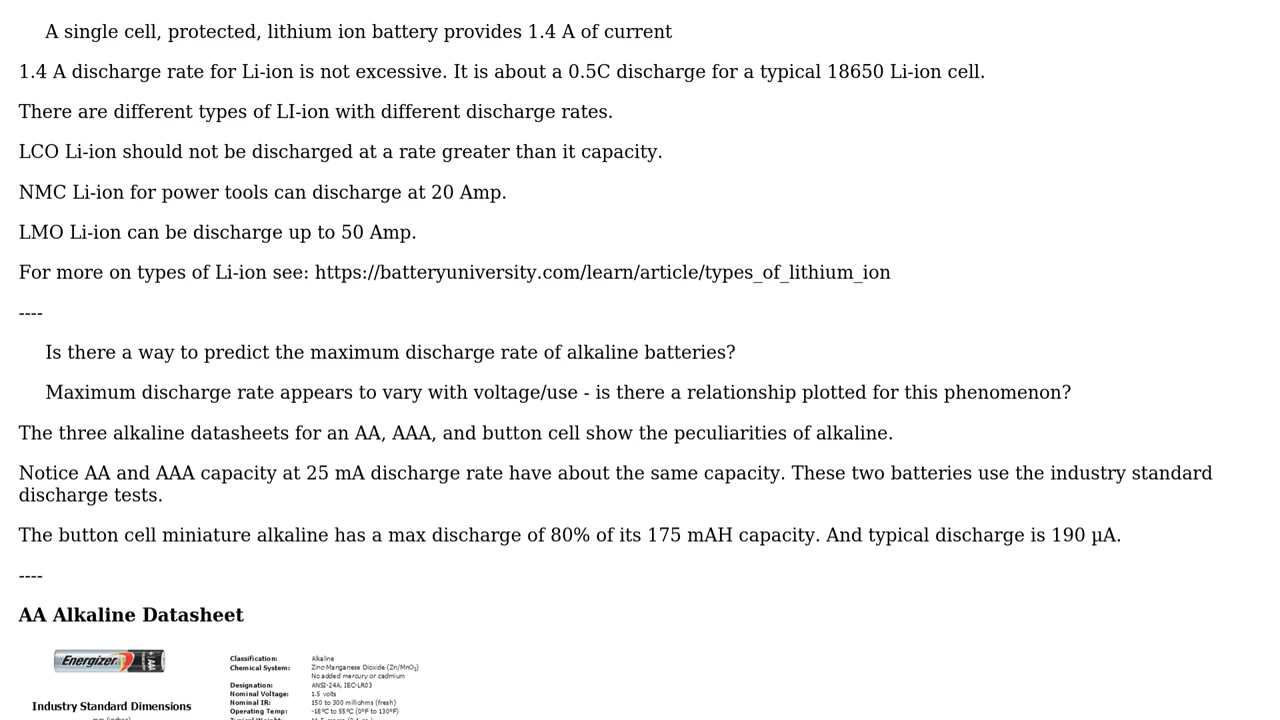 A single cell, protected, lithium ion battery provides 1.4 A of current
1.4 A discharge rate for Li-ion is not excessive. It is about a 0.5C discharge for a typical 18650 Li-ion cell.
There are different types of LI-ion with different discharge rates.
LCO Li-ion should not be discharged at a rate greater than it capacity.
NMC Li-ion for power tools can discharge at 20 Amp.
LMO Li-ion can be discharge up to 50 Amp.
For more on types of Li-ion see: https://batteryuniversity.com/learn/article/types_of_lithium_ion
----
Is there a way to predict the maximum discharge rate of alkaline batteries?
Maximum discharge rate appears to vary with voltage/use - is there a relationship plotted for this phenomenon?
The three alkaline datasheets for an AA, AAA, and button cell show the peculiarities of alkaline.
Notice AA and AAA capacity at 25 mA discharge rate have about the same capacity. These two batteries use the industry standard
discharge tests.
The button cell miniature alkaline has a max discharge of 80% of its 175 mAH capacity. And typical discharge is 190 µA.
----
AA Alkaline Datasheet
Energizer
Classification: Alkaline
Chemical System: Zinc-Manganese Dioxide (Zn/MnO₂)
No added mercury or cadmium
Designation: ANSI-24A, IEC-LR03
Nominal Voltage: 1.5 volts
Nominal IR: 150 to 300 milliohms (fresh)
Operating Temp: -18°C to 55°C (0°F to 130°F)
Industry Standard Dimensions